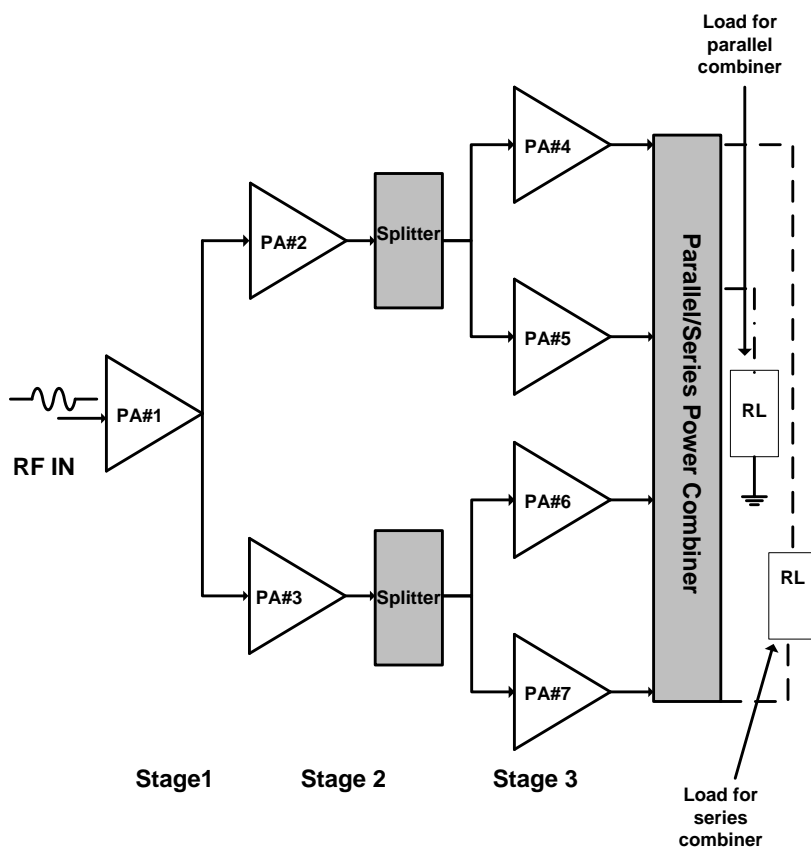 Load for
parallel
combiner
PA#4
PA#2
Splitter
PA#5
PA#1
RF IN
Parallel/Series Power Combiner
RL
PA#6
PA#3
Splitter
RL
PA#7
Stage1
Stage 2
Stage 3
Load for
series
combiner